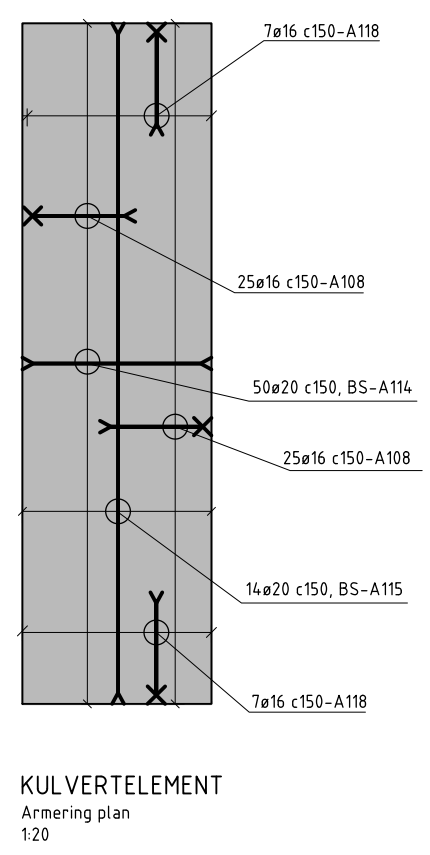 7ø16 c150-A118
25ø16 c150-A108
50ø20 c150, BS-A114
25ø16 c150-A108
14ø20 c150, BS-A115
7ø16 c150-A118
KULVERTELEMENT
Armering plan
1:20